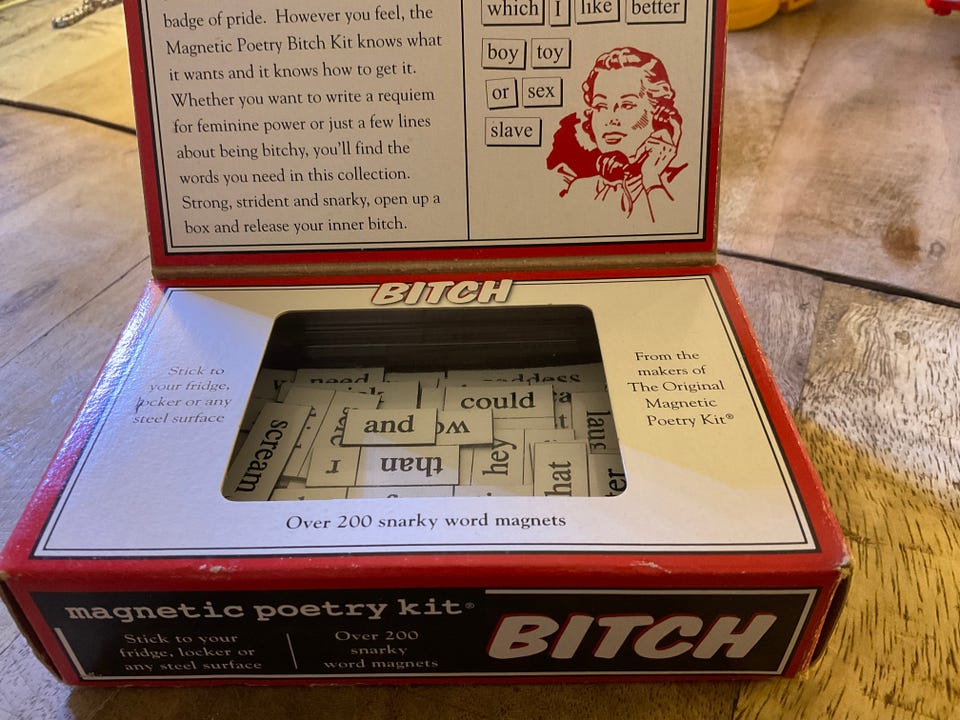 badge of pride. However you feel, the
Magnetic Poetry Bitch Kit knows what
it wants and it knows how to get it.
Whether you want to write a requiem
for feminine power or just a few lines
about being bitchy, you'll find the
words you need in this collection.
Strong, strident and snarky, open up a
box and release your inner bitch.
which I like better
boy toy
or sex
slave
BITCH
Stick to
your fridge,
locker or any
steel surface
need
could
and
scream
I
than
hey
From the
makers of
The Original
Magnetic
Poetry Kit®
Over 200 snarky word magnets
magnetic poetry kit®
Stick to your
fridge, locker or
any steel surface
Over 200
snarky
word magnets
BITCH